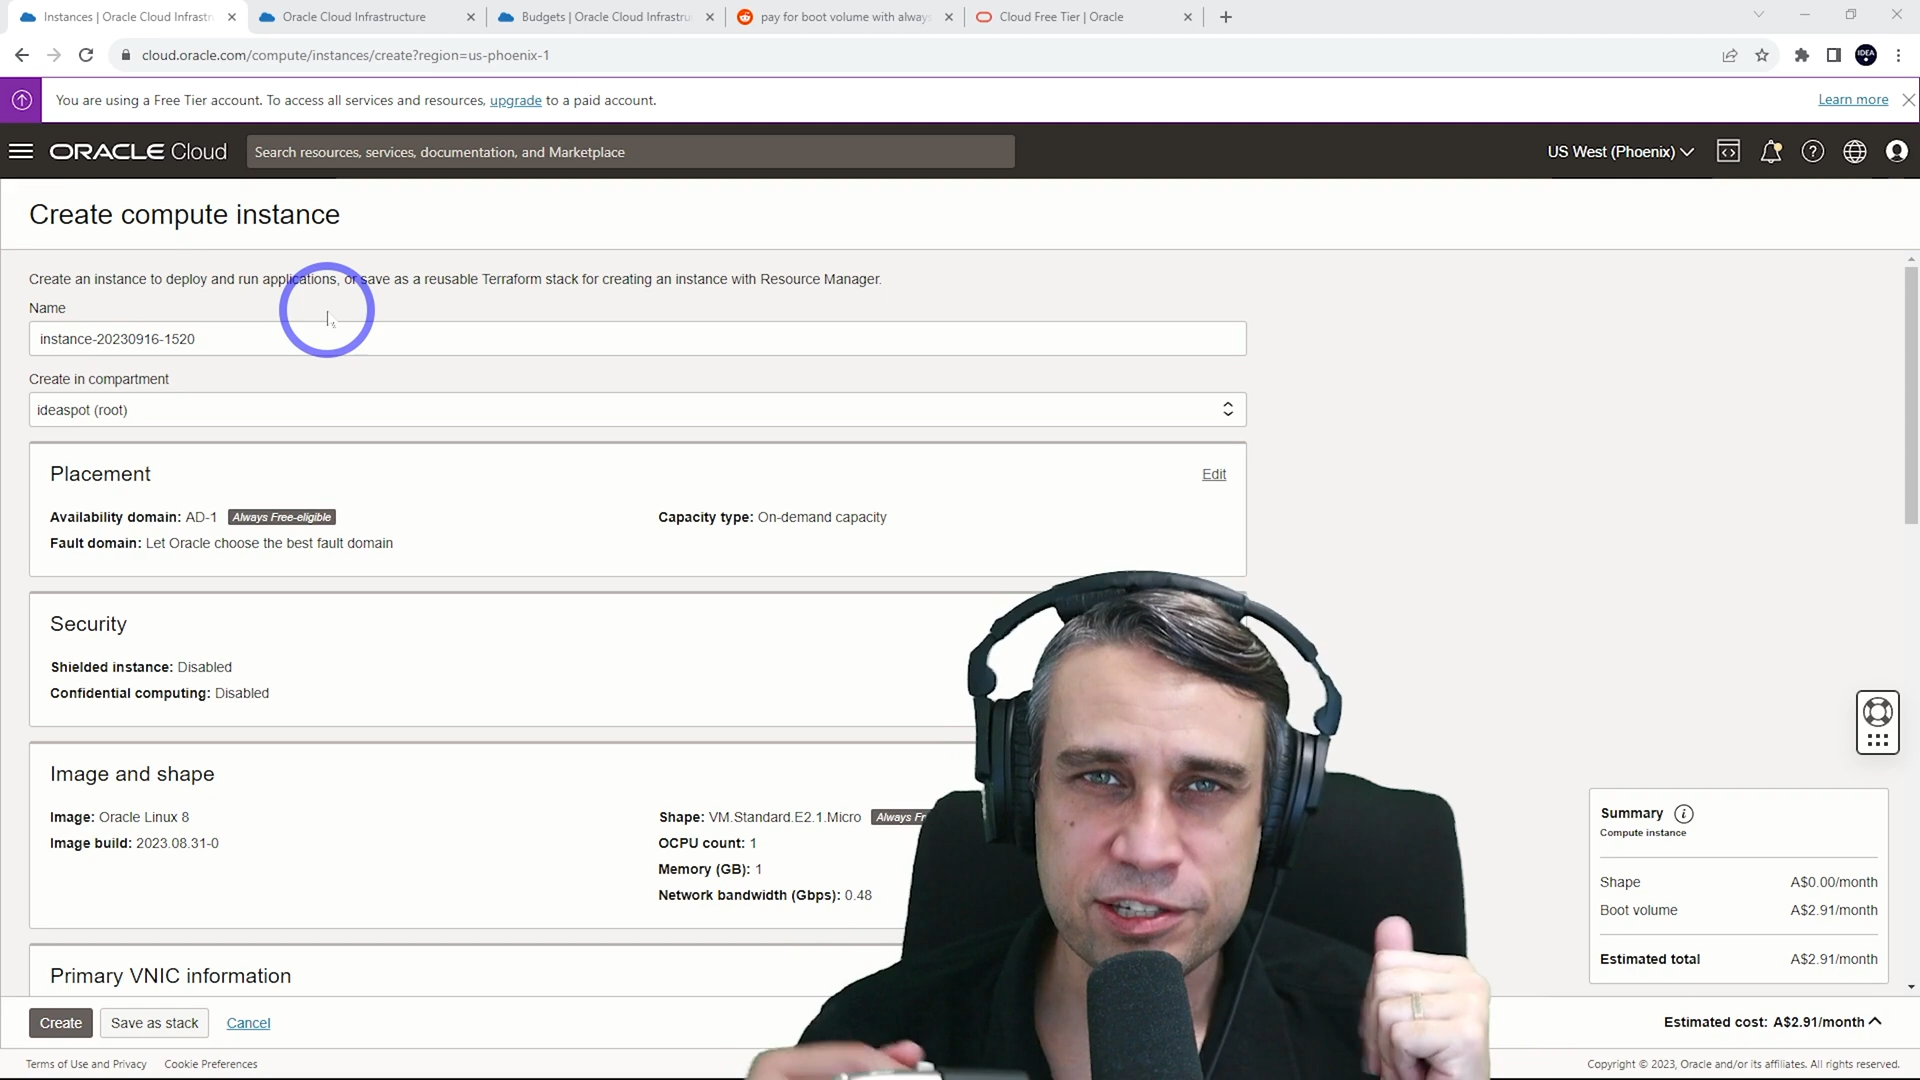 Instances | Oracle Cloud Infrastr
Oracle Cloud Infrastructure
Budgets | Oracle Cloud Infrastru
pay for boot volume with alway
Cloud Free Tier | Oracle
cloud.oracle.com/compute/instances/create?region=us-phoenix-1
IDEA
You are using a Free Tier account. To access all services and resources, upgrade to a paid account.
Learn more
ORACLE Cloud
Search resources, services, documentation, and Marketplace
US West (Phoenix)
Create compute instance
Create an instance to deploy and run applications, or save as a reusable Terraform stack for creating an instance with Resource Manager.
Name
instance-20230916-1520
Create in compartment
ideaspot (root)
Placement
Edit
Availability domain: AD-1 Always Free-eligible
Capacity type: On-demand capacity
Fault domain: Let Oracle choose the best fault domain
Security
Shielded instance: Disabled
Confidential computing: Disabled
Image and shape
Image: Oracle Linux 8
Image build: 2023.08.31-0
Shape: VM.Standard.E2.1.Micro Always Fr
OCPU count: 1
Memory (GB): 1
Network bandwidth (Gbps): 0.48
Primary VNIC information
Summary
Compute instance
Shape A$0.00/month
Boot volume A$2.91/month
Estimated total A$2.91/month
Create
Save as stack
Cancel
Estimated cost: A$2.91/month
Terms of Use and Privacy
Cookie Preferences
Copyright © 2023, Oracle and/or its affiliates. All rights reserved.